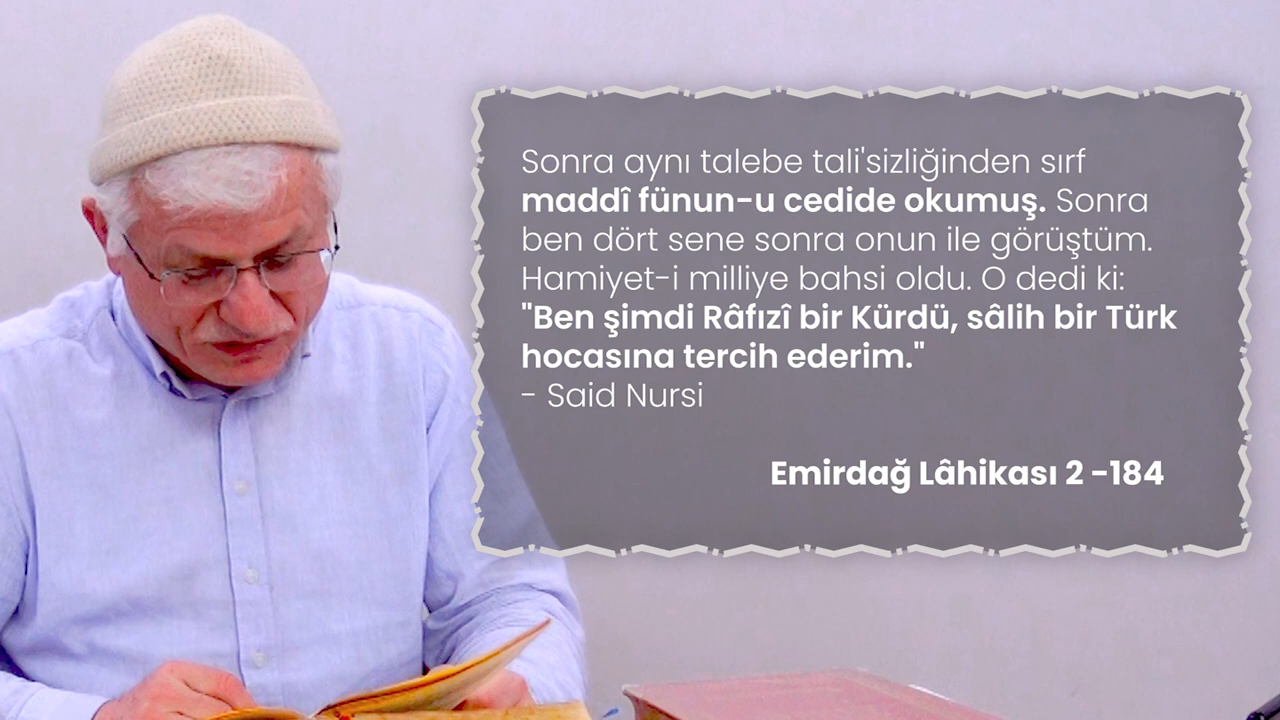 Sonra aynı talebe tali'sizliğinden sırf
maddî fünun-u cedide okumuş. Sonra
ben dört sene sonra onun ile görüştüm.
Hamiyet-i milliye bahsi oldu. O dedi ki:
"Ben şimdi Râfızî bir Kürdü, sâlih bir Türk
hocasına tercih ederim."
- Said Nursi
Emirdağ Lâhikası 2 -184